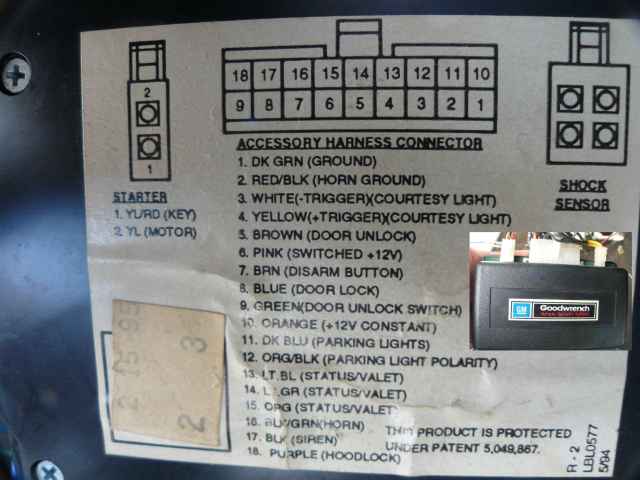 2
1
STARTER
1. YL/RD (KEY)
2. YL (MOTOR)
18 17 16 15 14 13 12 11 10
9 8 7 6 5 4 3 2 1
ACCESSORY HARNESS CONNECTOR
1. DK GRN (GROUND)
2. RED/BLK (HORN GROUND)
3. WHITE(-TRIGGER)(COURTESY LIGHT)
4. YELLOW(+TRIGGER)(COURTESY LIGHT)
5. BROWN (DOOR UNLOCK)
6. PINK (SWITCHED +12V)
7. BRN (DISARM BUTTON)
8. BLUE (DOOR LOCK)
9. GREEN(DOOR UNLOCK SWITCH)
10. ORANGE (+12V CONSTANT)
11. DK BLU (PARKING LIGHTS)
12. ORG/BLK (PARKING LIGHT POLARITY)
13. LT.BL (STATUS/VALET)
14. LT.GR (STATUS/VALET)
15. ORG (STATUS/VALET)
16. BLK/GRN(HORN)
17. BLK (SIREN)
18. PURPLE (HOODLOCK)
SHOCK
SENSOR
GM
Goodwrench
THIS PRODUCT IS PROTECTED
UNDER PATENT 5,049,867.
R - 2
LBL0577
5/94
2 3